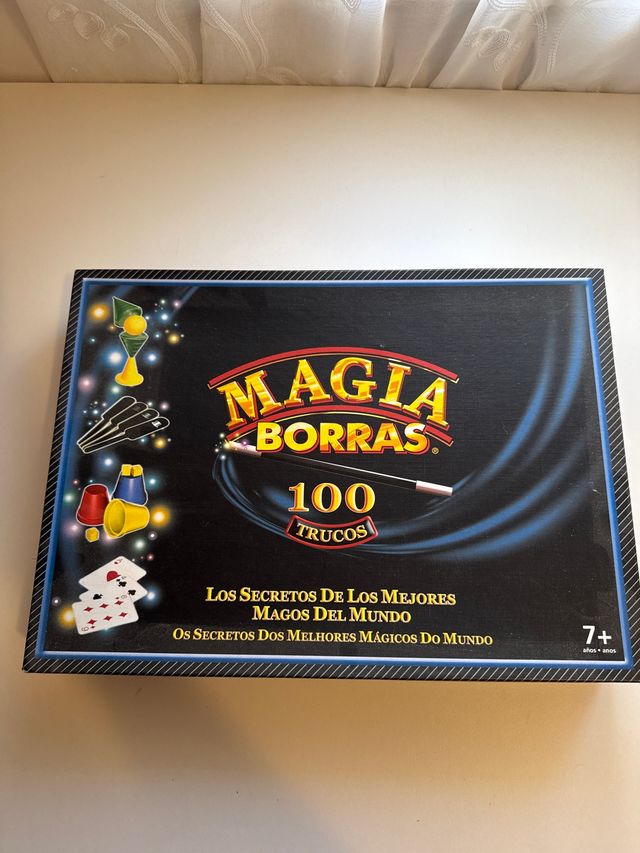 MAGIA
BORRAS®
100
TRUCOS
LOS SECRETOS DE LOS MEJORES
MAGOS DEL MUNDO
OS SECRETOS DOS MELHORES MÁGICOS DO MUNDO
7+
años • anos